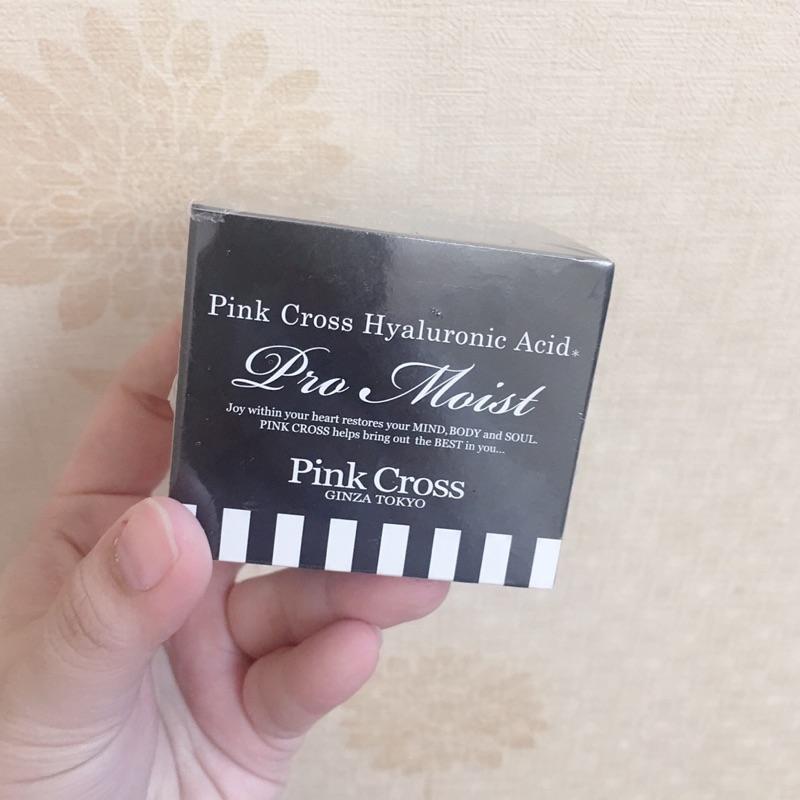 Pink Cross Hyaluronic Acid*
Pro Moist
Joy within your heart restores your MIND, BODY and SOUL.
PINK CROSS helps bring out the BEST in you...
Pink Cross
GINZA TOKYO